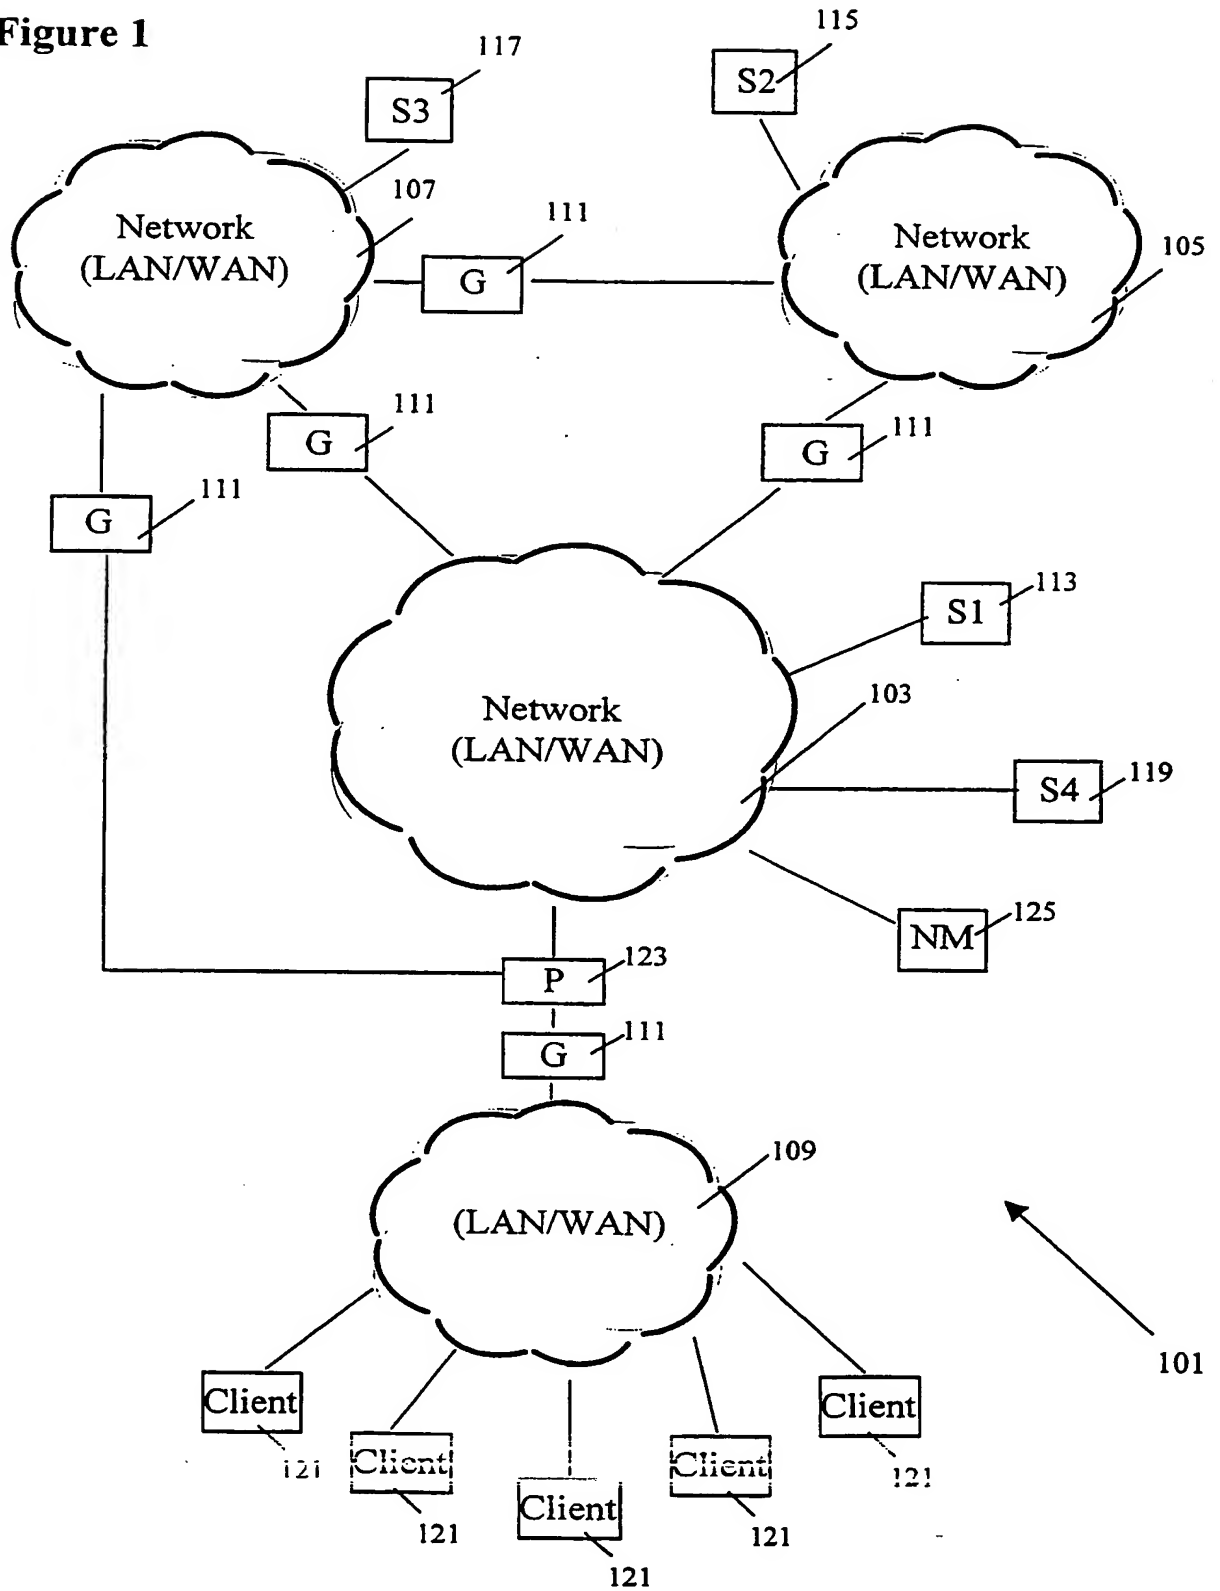 Figure 1
115
117
S2
S3
107
111
105
Network
(LAN/WAN)
Network
(LAN/WAN)
G
111
G
111
G
111
G
113
S1
103
Network
(LAN/WAN)
119
S4
125
NM
123
P
111
G
109
(LAN/WAN)
101
Client
121
Client
121
Client
121
Client
121
Client
121